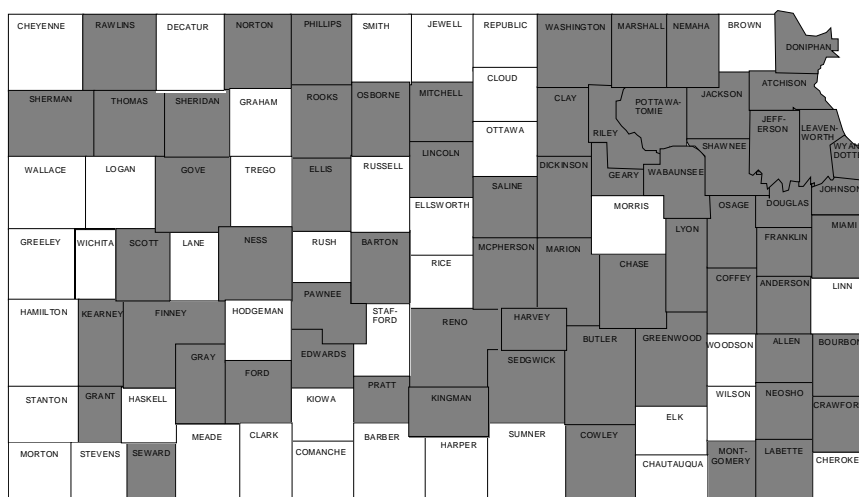 CHEYENNE
RAWLINS
DECATUR
NORTON
PHILLIPS
SMITH
JEWELL
REPUBLIC
WASHINGTON
MARSHALL
NEMAHA
BROWN
DONIPHAN
SHERMAN
THOMAS
SHERIDAN
GRAHAM
ROOKS
OSBORNE
MITCHELL
CLOUD
CLAY
RILEY
POTTAWA-
TOMIE
JACKSON
ATCHISON
JEFF-
ERSON
LEAVEN-
WORTH
WYAN
DOTT
OTTAWA
LINCOLN
WALLACE
LOGAN
GOVE
TREGO
ELLIS
RUSSELL
ELLSWORTH
SALINE
DICKINSON
GEARY
WABAUNSEE
SHAWNEE
DOUGLAS
JOHNSON
MORRIS
OSAGE
LYON
FRANKLIN
MIAMI
GREELEY
WICHITA
SCOTT
LANE
NESS
RUSH
BARTON
RICE
MCPHERSON
MARION
CHASE
COFFEY
ANDERSON
LINN
HAMILTON
KEARNEY
FINNEY
HODGEMAN
PAWNEE
STAF-
FORD
RENO
HARVEY
BUTLER
GREENWOOD
WOODSON
ALLEN
BOURBON
GRAY
FORD
EDWARDS
SEDGWICK
STANTON
GRANT
HASKELL
KIOWA
PRATT
KINGMAN
ELK
WILSON
NEOSHO
CRAWFOR
MORTON
STEVENS
SEWARD
MEADE
CLARK
COMANCHE
BARBER
HARPER
SUMNER
COWLEY
CHAUTAUQUA
MONT-
GOMERY
LABETTE
CHEROKE